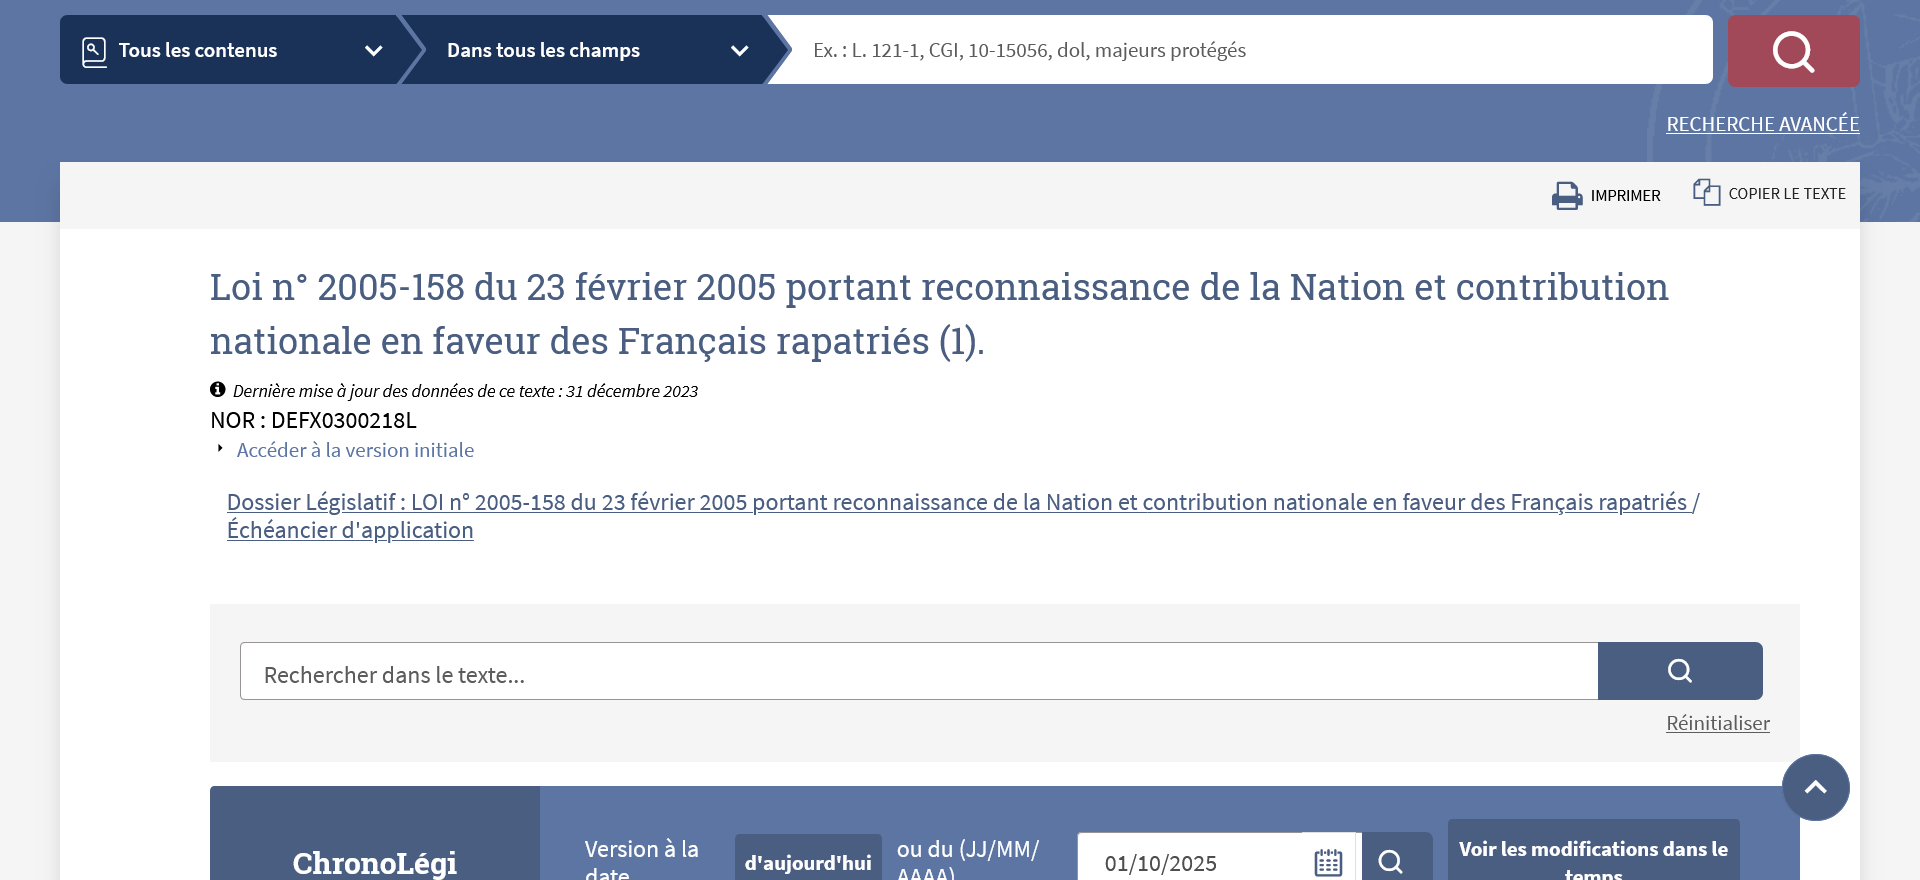 Tous les contenus
Dans tous les champs
Ex. : L. 121-1, CGI, 10-15056, dol, majeurs protégés
RECHERCHE AVANCÉE
IMPRIMER
COPIER LE TEXTE
Loi n° 2005-158 du 23 février 2005 portant reconnaissance de la Nation et contribution
nationale en faveur des Français rapatriés (1).
Dernière mise à jour des données de ce texte : 31 décembre 2023
NOR : DEFX0300218L
Accéder à la version initiale
Dossier Législatif : LOI n° 2005-158 du 23 février 2005 portant reconnaissance de la Nation et contribution nationale en faveur des Français rapatriés /
Échéancier d'application
Rechercher dans le texte...
Réinitialiser
ChronoLégi
Version à la
date
d'aujourd'hui
ou du (JJ/MM/
AAAA)
01/10/2025
Voir les modifications dans le
temps